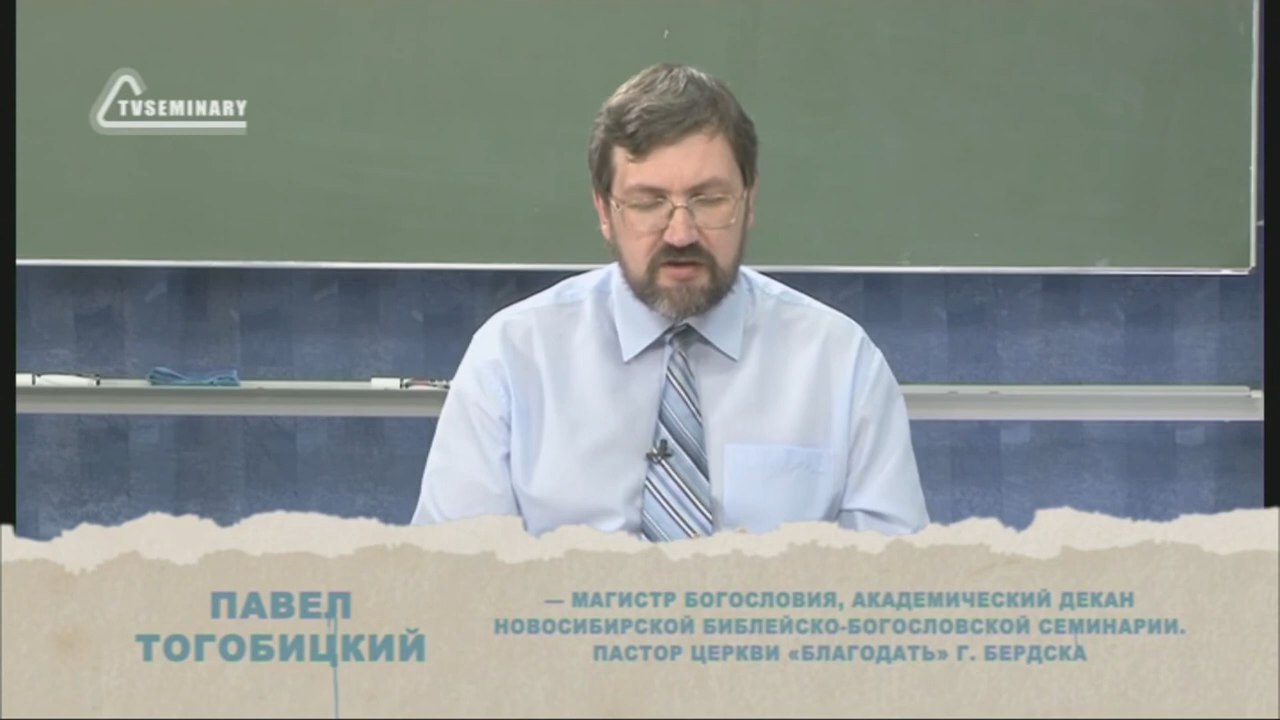 TVSEMINARY
ПАВЕЛ
ТОГОБИЦКИЙ
— МАГИСТР БОГОСЛОВИЯ, АКАДЕМИЧЕСКИЙ ДЕКАН
НОВОСИБИРСКОЙ БИБЛЕЙСКО-БОГОСЛОВСКОЙ СЕМИНАРИИ.
ПАСТОР ЦЕРКВИ «БЛАГОДАТЬ» Г. БЕРДСКА